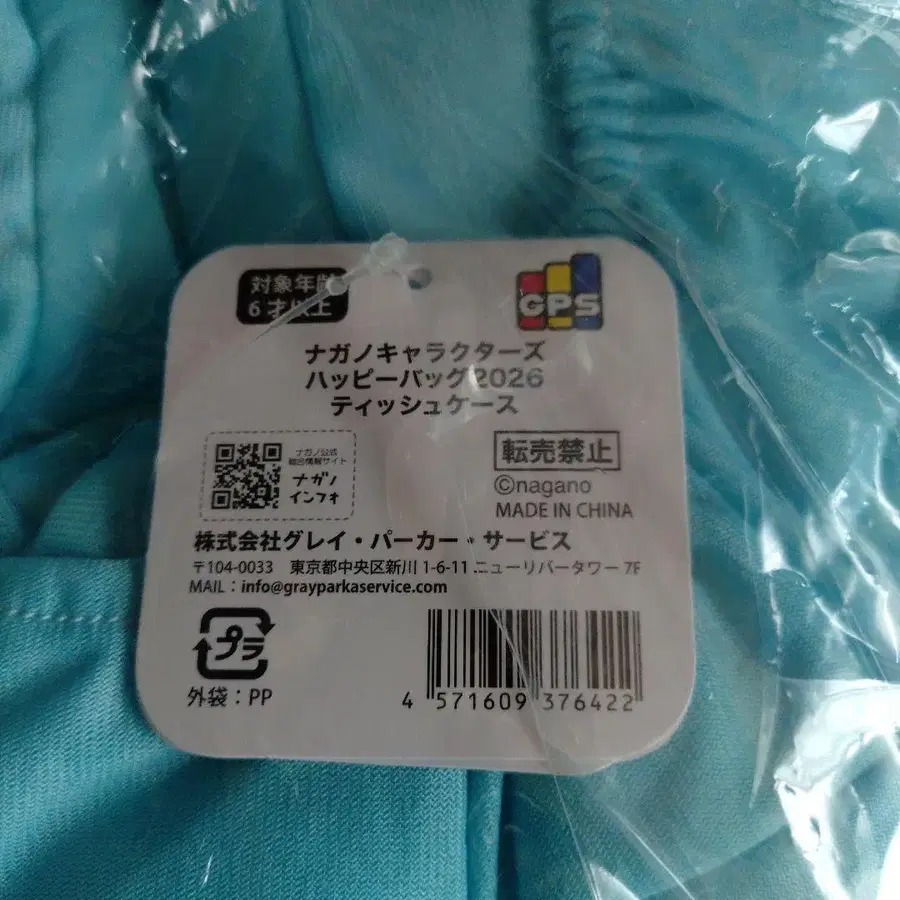 対象年齢
6才以上
GPS
ナガノキャラクターズ
ハッピーバッグ2026
ティッシュケース
ナガノ公式
総合情報サイト
ナガノ
インフォ
転売禁止
©nagano
MADE IN CHINA
株式会社グレイ・パーカー・サービス
〒104-0033 東京都中央区新川 1-6-11 ニューリバータワー 7F
MAIL：info@grayparkaservice.com
プラ
外袋：PP
4 571609 376422